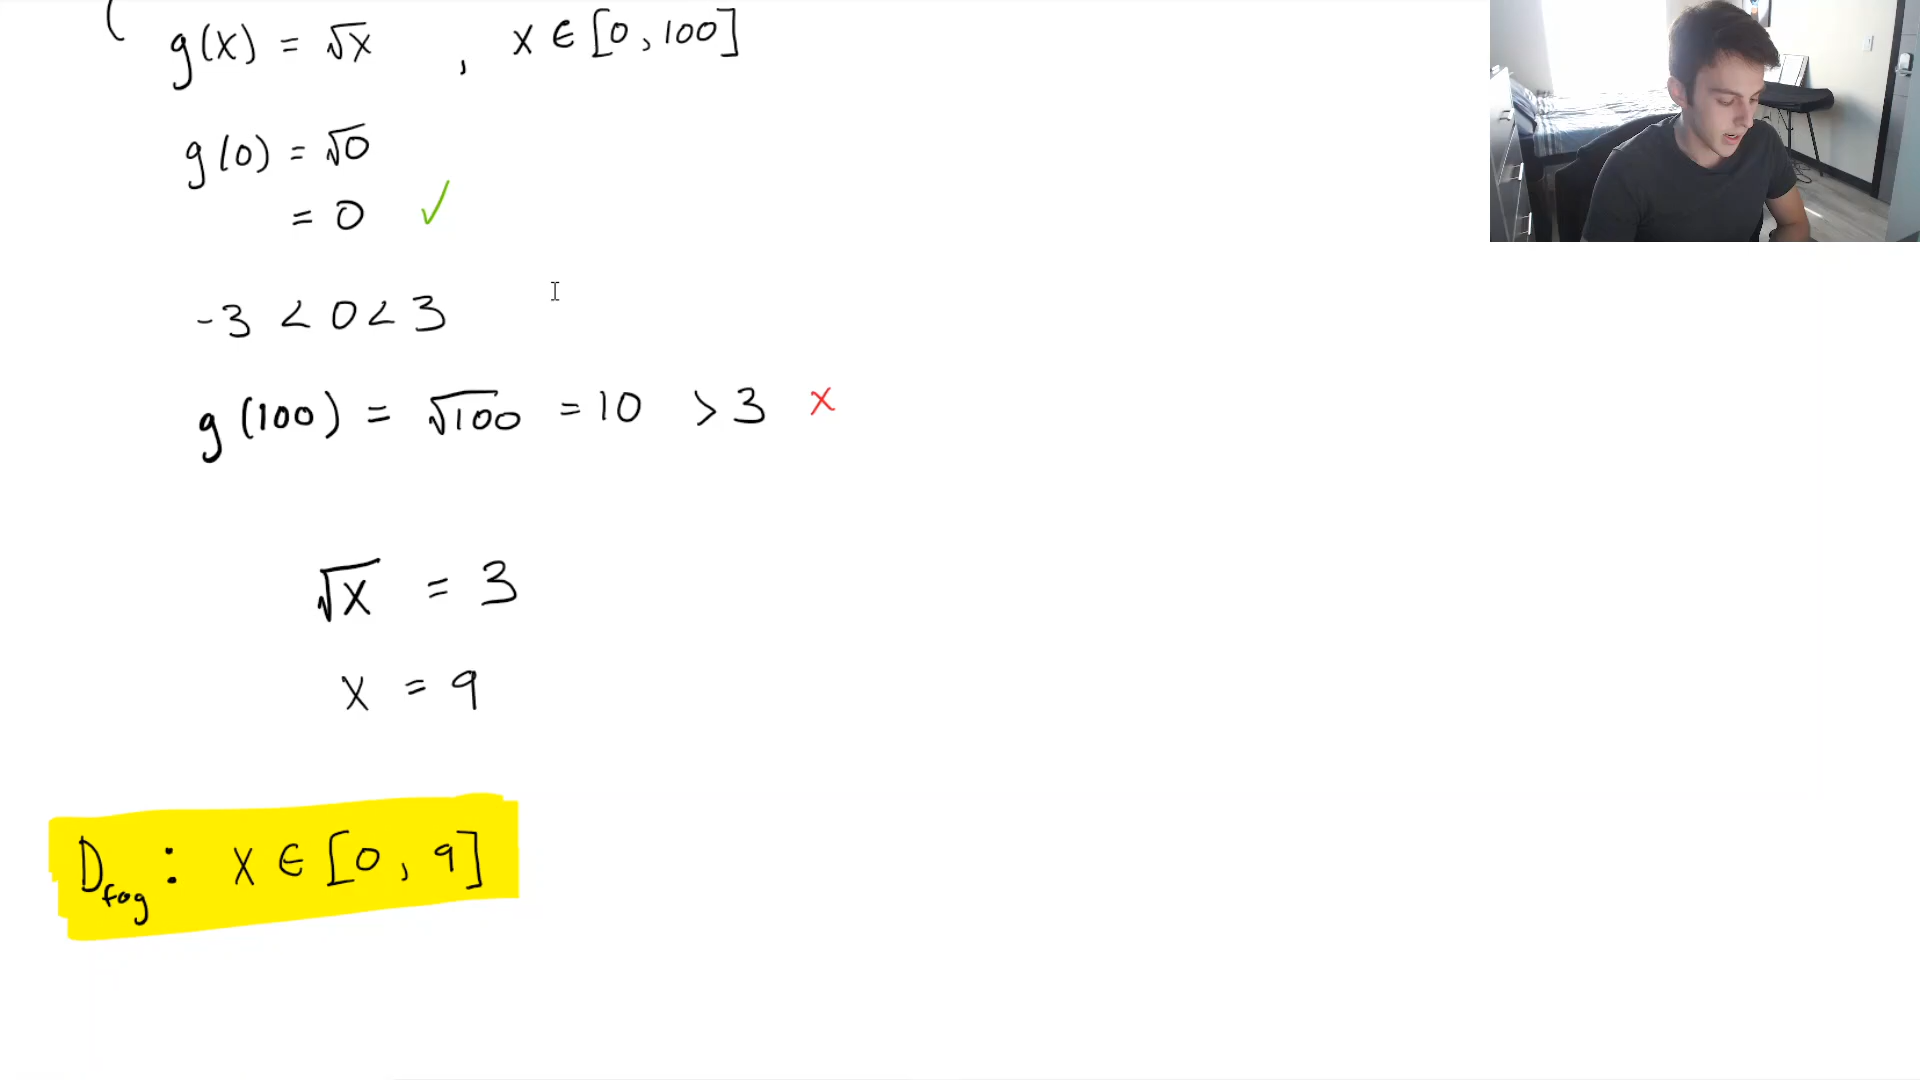 g(x) = √x , x ∈ [0, 100]
g(0) = √0
= 0 ✓
-3 < 0 < 3
g(100) = √100 = 10 > 3 x
√x = 3
x = 9
D_fog : x ∈ [0, 9]